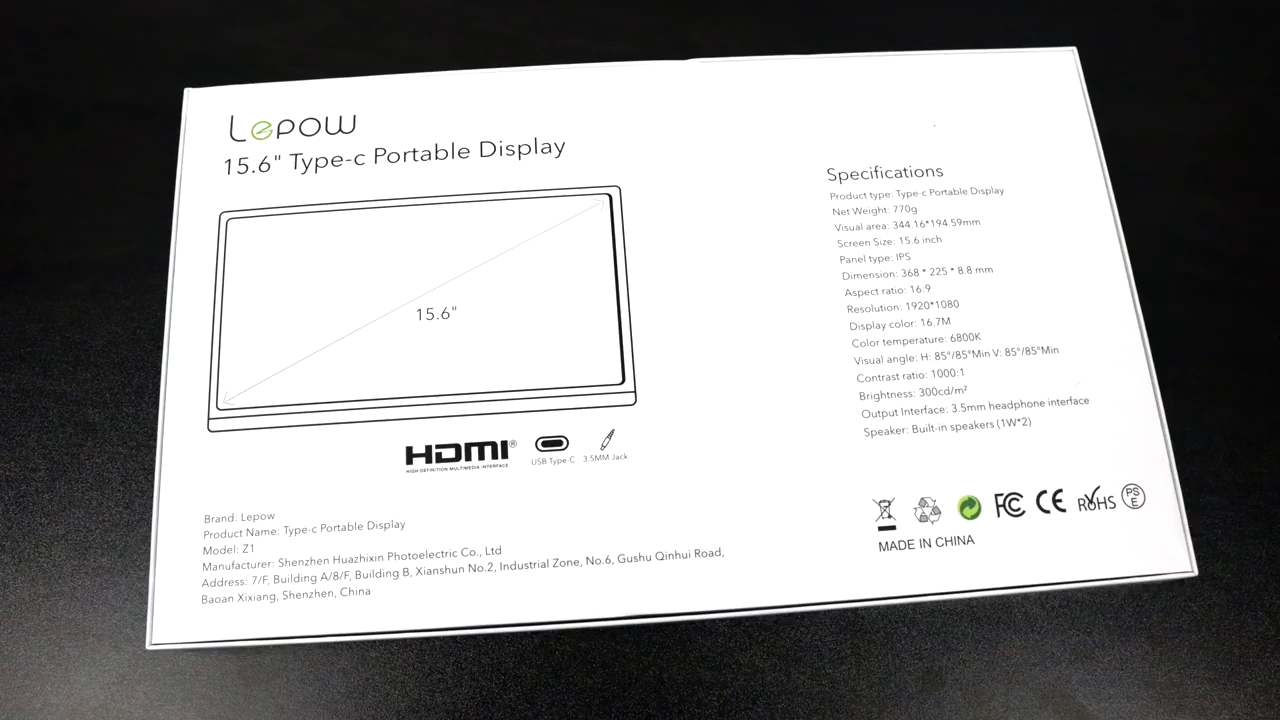 Lepow
15.6" Type-c Portable Display
15.6"
HDMI®
HIGH DEFINITION MULTIMEDIA INTERFACE
USB Type-C
3.5MM Jack
Brand: Lepow
Product Name: Type-c Portable Display
Model: Z1
Manufacturer: Shenzhen Huazhixin Photoelectric Co., Ltd
Address: 7/F, Building A/8/F, Building B, Xianshun No.2, Industrial Zone, No.6, Gushu Qinhui Road,
Baoan Xixiang, Shenzhen, China
Specifications
Product type: Type-c Portable Display
Net Weight: 770g
Visual area: 344.16*194.59mm
Screen Size: 15.6 inch
Panel type: IPS
Dimension: 368 * 225 * 8.8 mm
Aspect ratio: 16:9
Resolution: 1920*1080
Display color: 16.7M
Color temperature: 6800K
Visual angle: H: 85°/85°Min V: 85°/85°Min
Contrast ratio: 1000:1
Brightness: 300cd/m²
Output Interface: 3.5mm headphone interface
Speaker: Built-in speakers (1W*2)
FC CE RoHS PS E
MADE IN CHINA